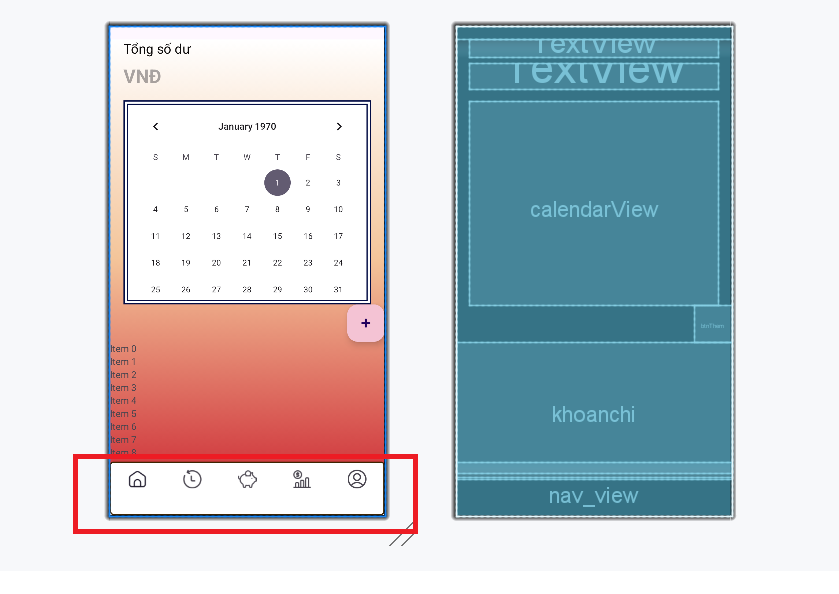 Tổng số dư
VNĐ
January 1970
S M T W T F S
1 2 3
4 5 6 7 8 9 10
11 12 13 14 15 16 17
18 19 20 21 22 23 24
25 26 27 28 29 30 31
+
Item 0
Item 1
Item 2
Item 3
Item 4
Item 5
Item 6
Item 7
Item 8
TextView
TextView
calendarView
btnThem
khoanchi
nav_view